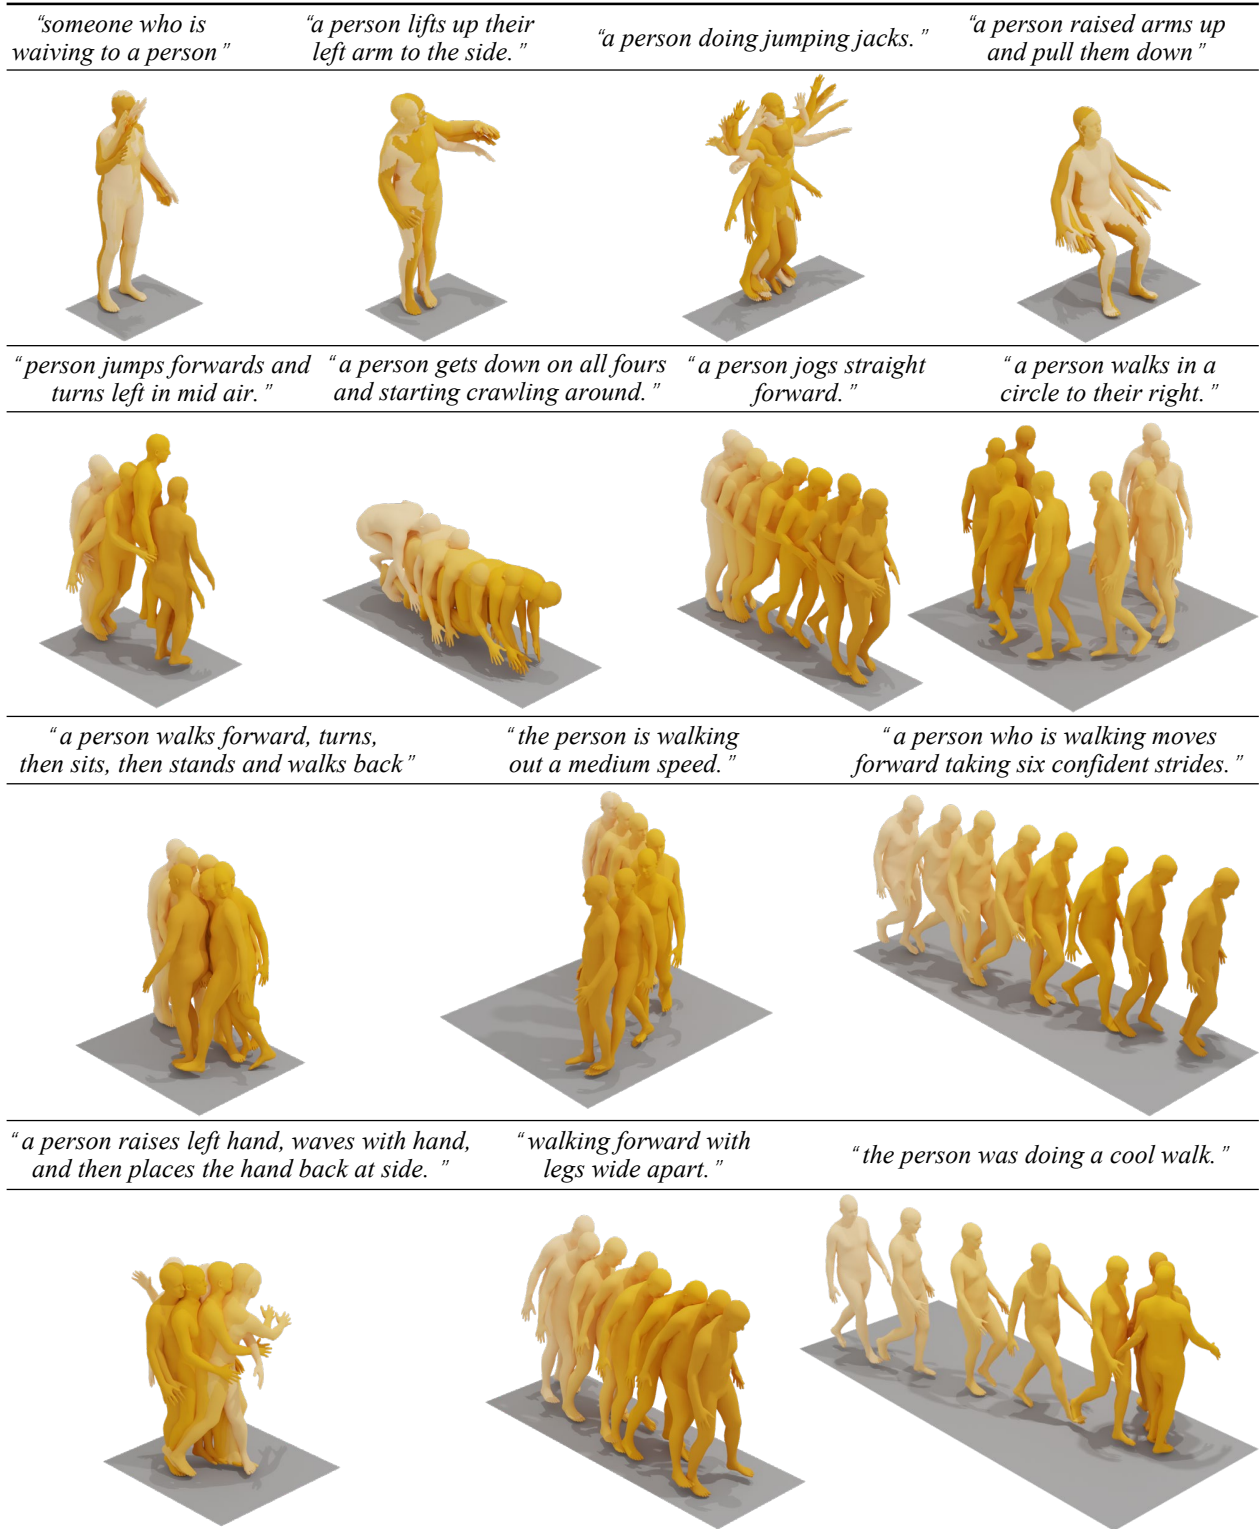 “someone who is
waiving to a person”
“a person lifts up their
left arm to the side.”
“a person doing jumping jacks.”
“a person raised arms up
and pull them down”
“person jumps forwards and
turns left in mid air.”
“a person gets down on all fours
and starting crawling around.”
“a person jogs straight
forward.”
“a person walks in a
circle to their right.”
“a person walks forward, turns,
then sits, then stands and walks back”
“the person is walking
out a medium speed.”
“a person who is walking moves
forward taking six confident strides.”
“a person raises left hand, waves with hand,
and then places the hand back at side.”
“walking forward with
legs wide apart.”
“the person was doing a cool walk.”